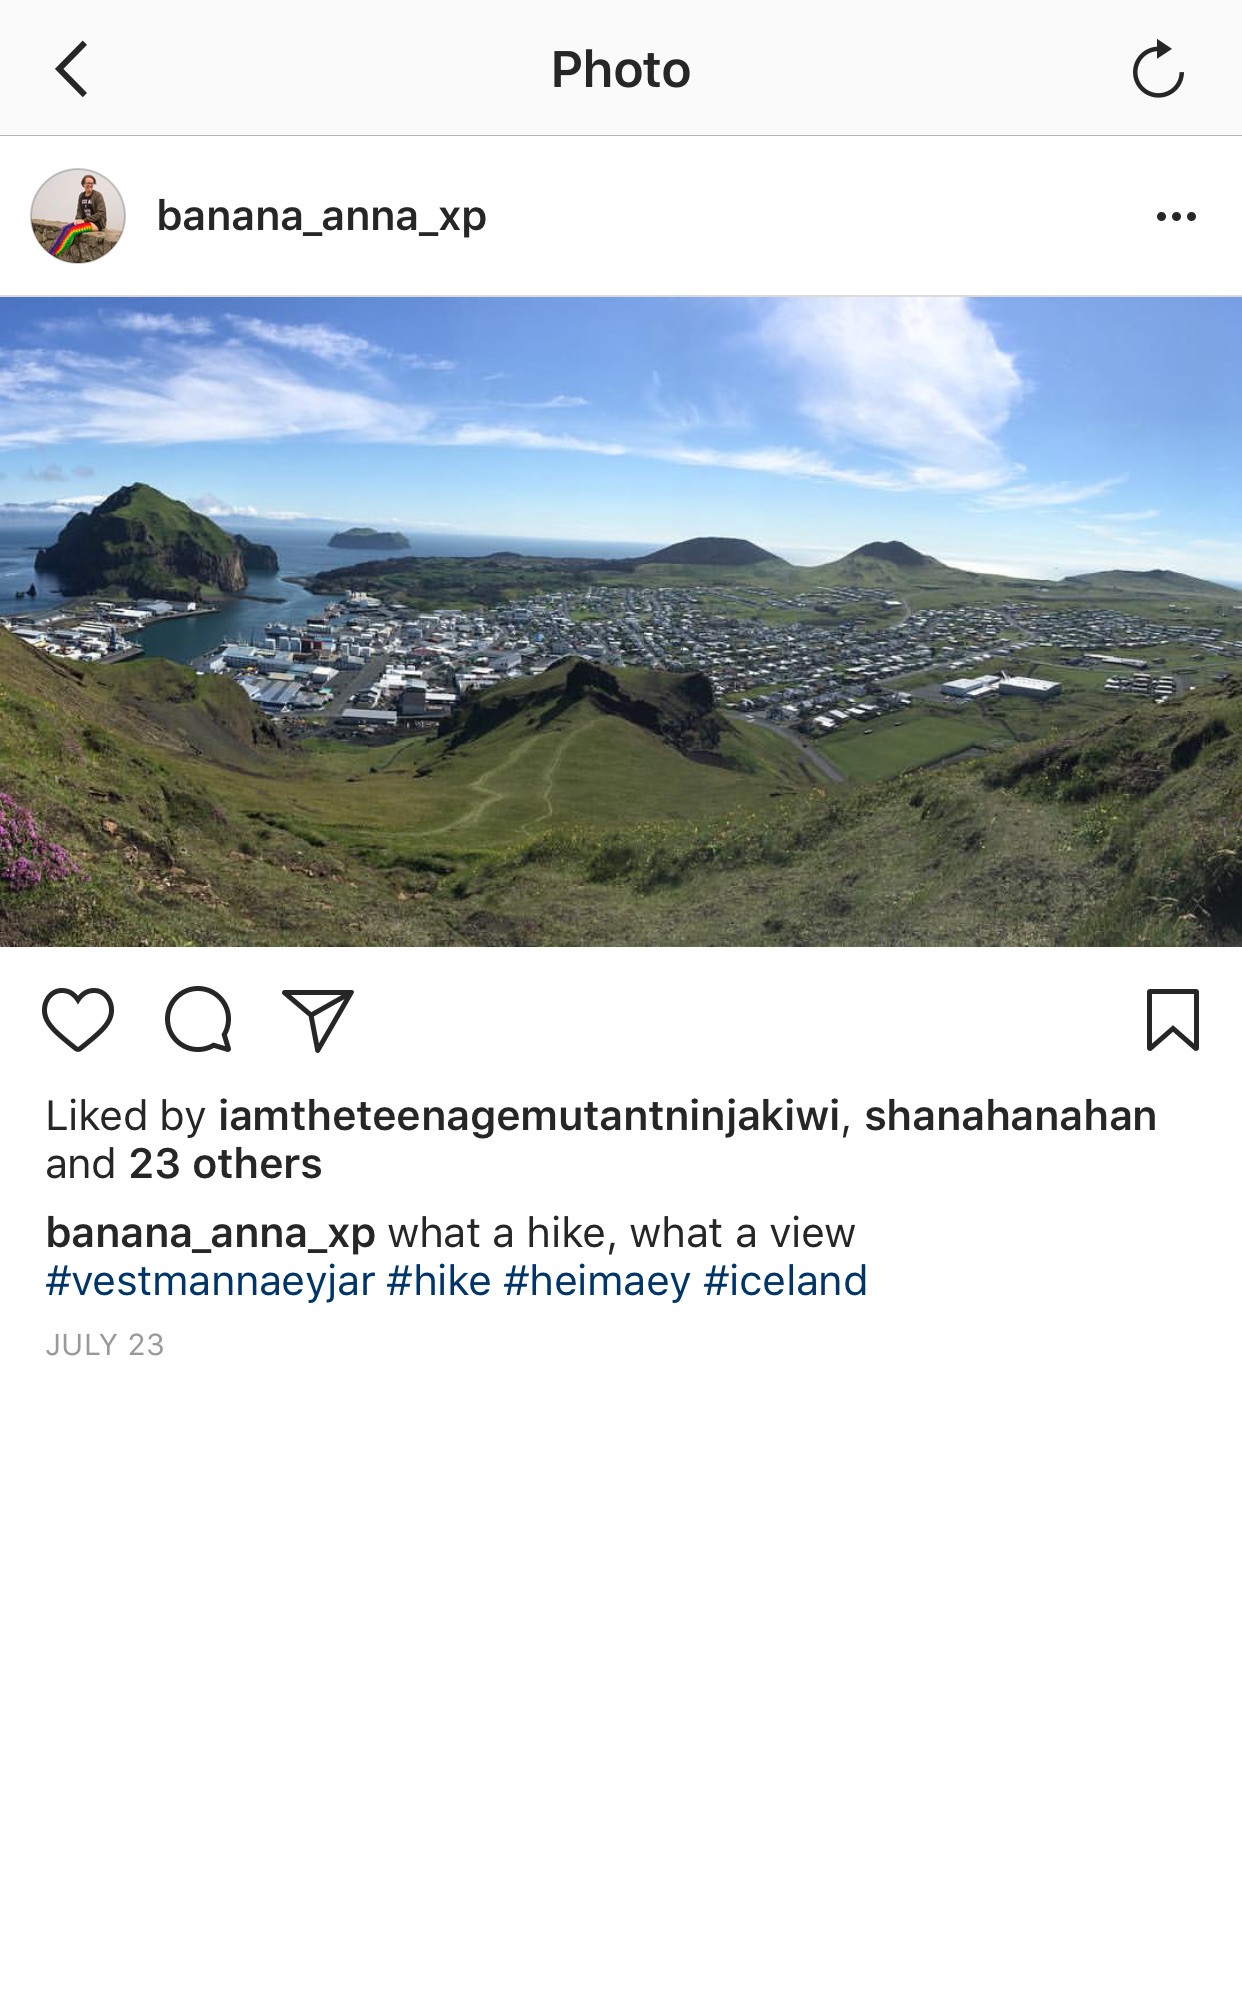 Photo
banana_anna_xp
Liked by iamtheteenagemutantninjakiwi, shanahanahan
and 23 others
banana_anna_xp what a hike, what a view
#vestmannaeyjar #hike #heimaey #iceland
JULY 23